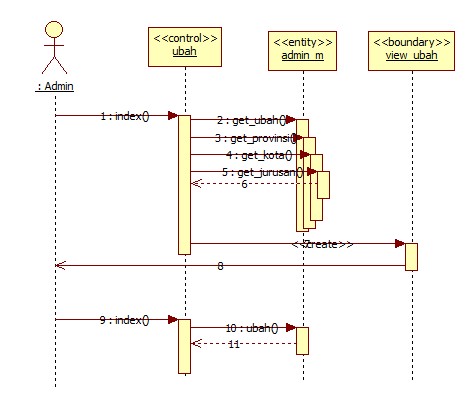 <<control>>
ubah
<<entity>>
admin_m
<<boundary>>
view_ubah
: Admin
1 : index()
2 : get_ubah()
3 : get_provinsi()
4 : get_kota()
5 : get_jurusan()
6
<<create>>
8
9 : index()
10 : ubah()
11